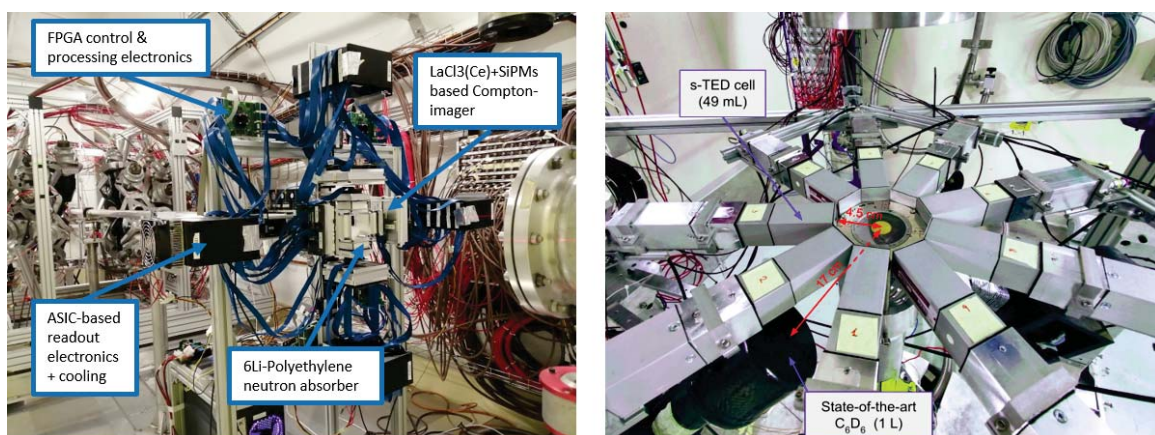 FPGA control &
processing electronics
LaCl3(Ce)+SiPMs
based Compton-
imager
ASIC-based
readout
electronics
+ cooling
6Li-Polyethylene
neutron absorber
s-TED cell
(49 mL)
4.5 cm
17 cm
State-of-the-art
C₆D₆ (1 L)